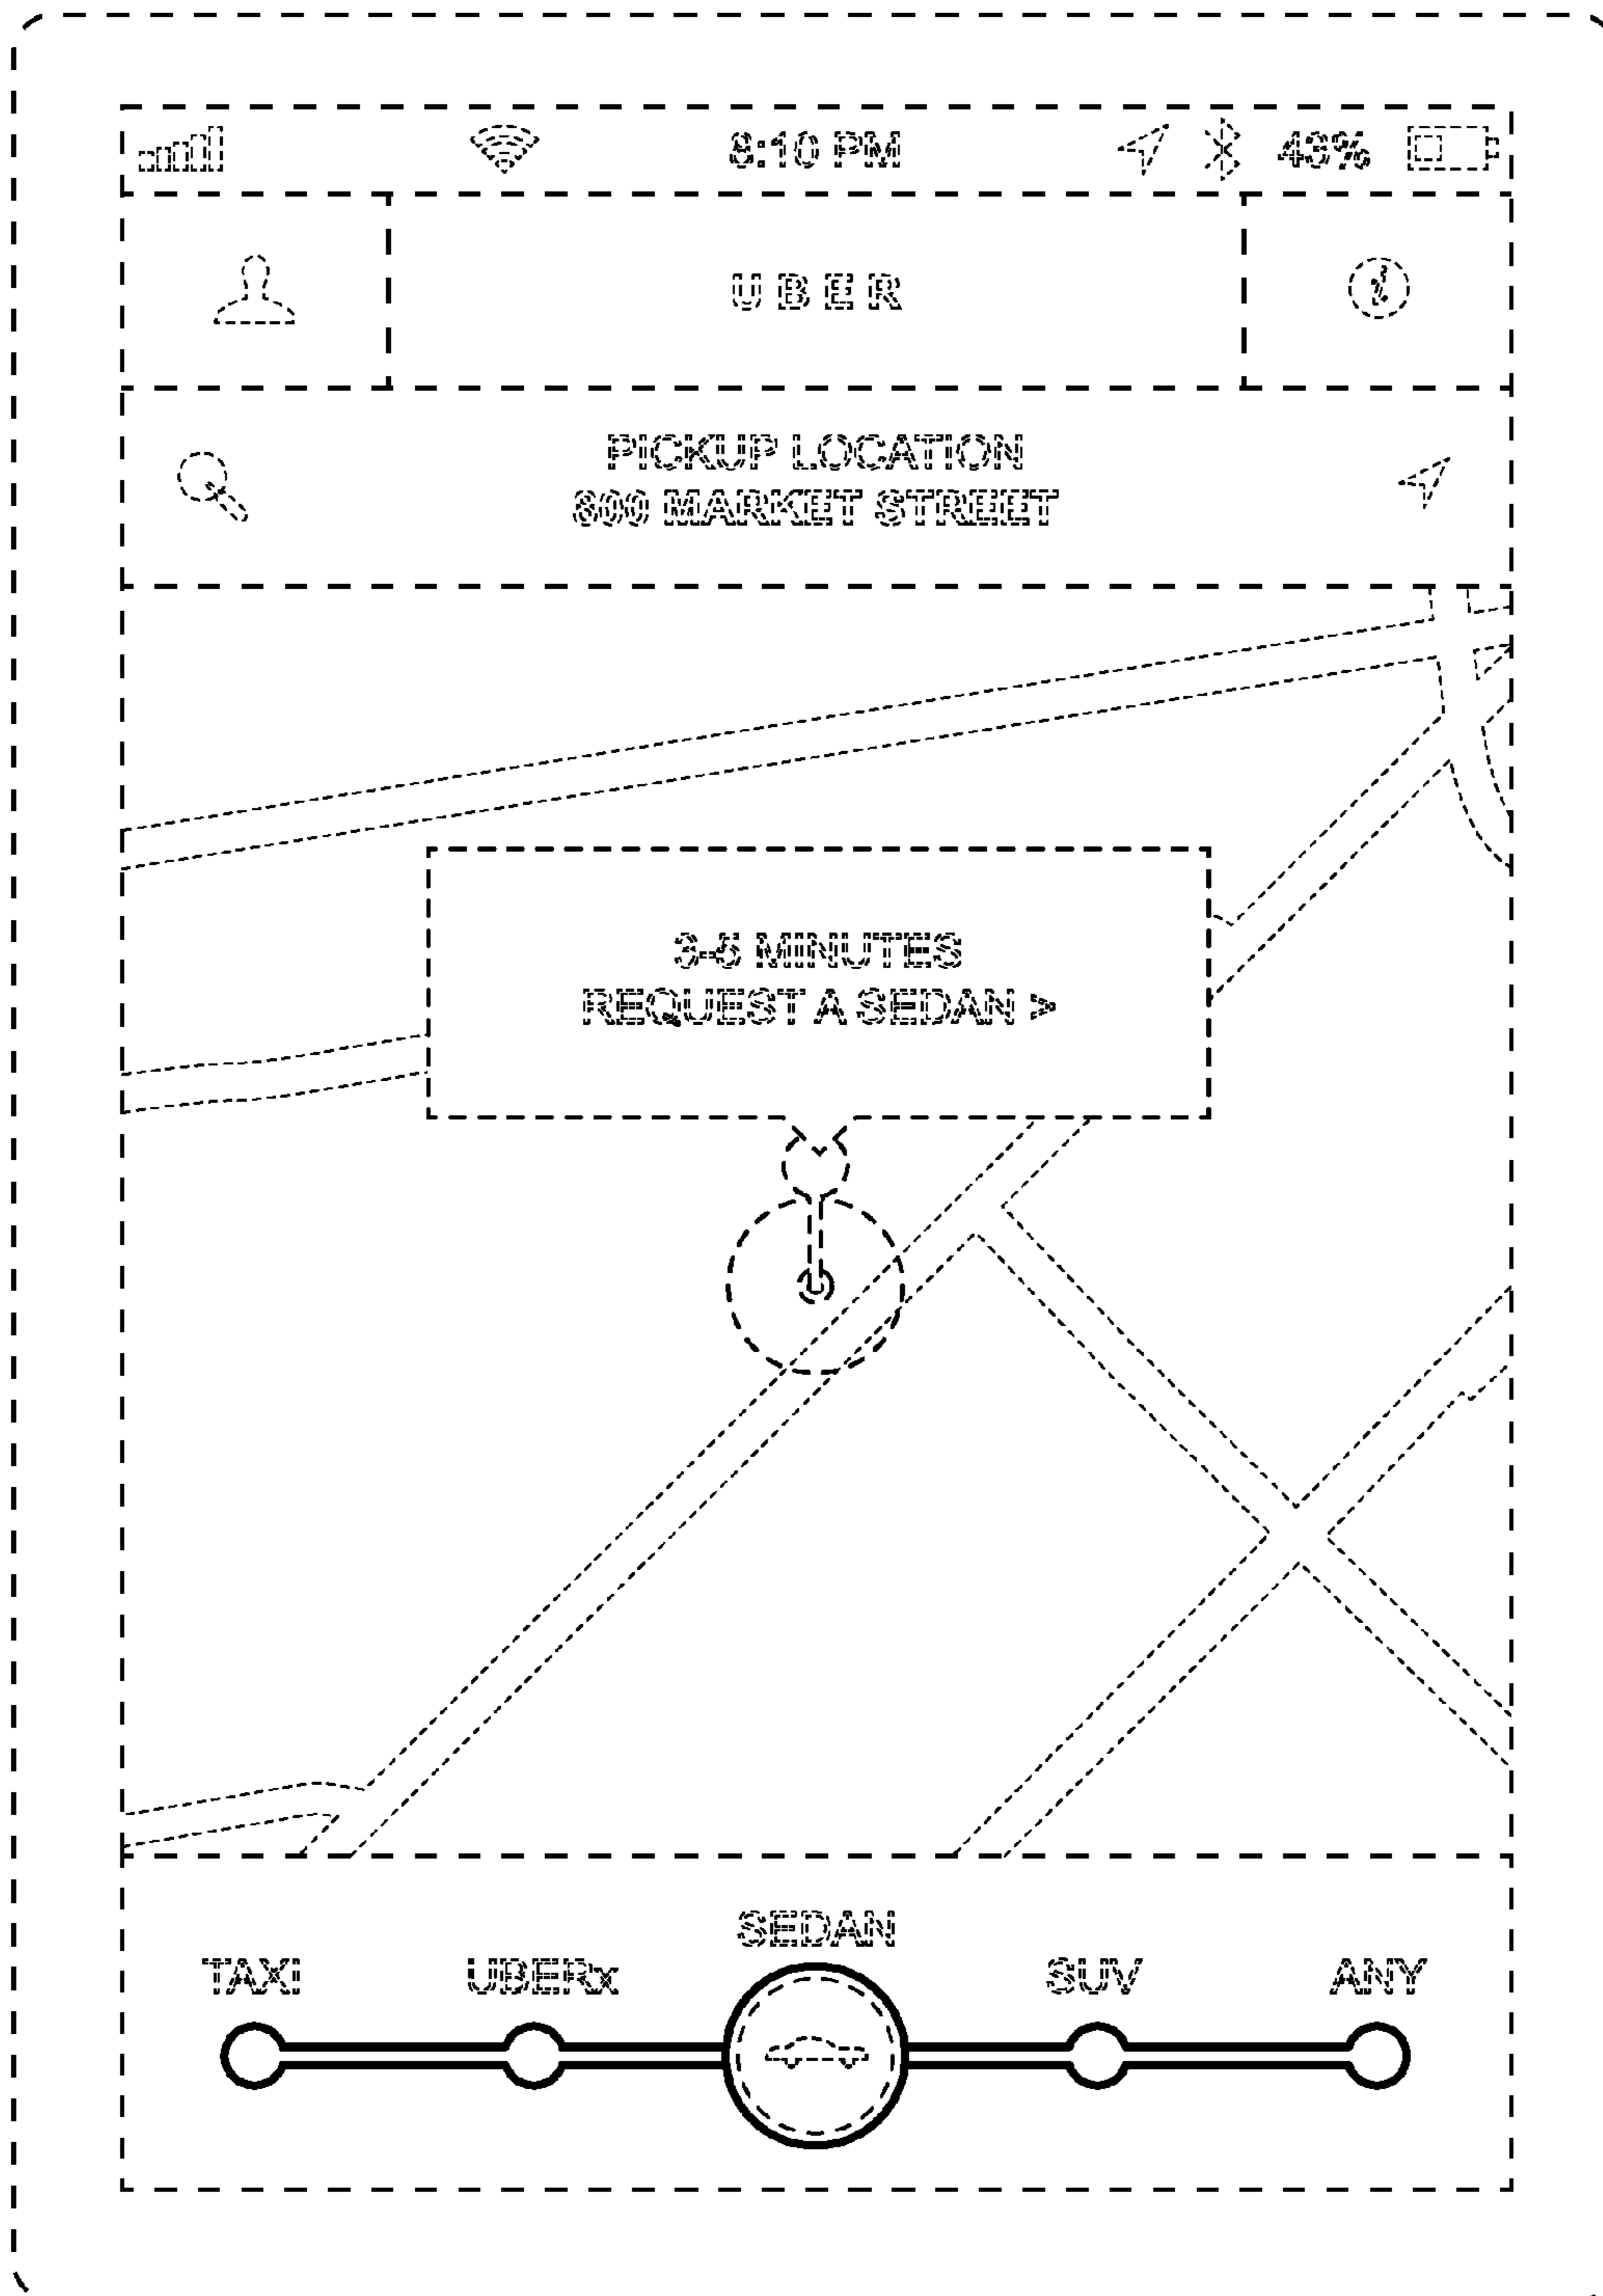 8:10 PM 43%
UBER
PICKUP LOCATION
800 MARKET STREET
3-5 MINUTES
REQUEST A SEDAN >
SEDAN
TAXI UBERx SUV ANY